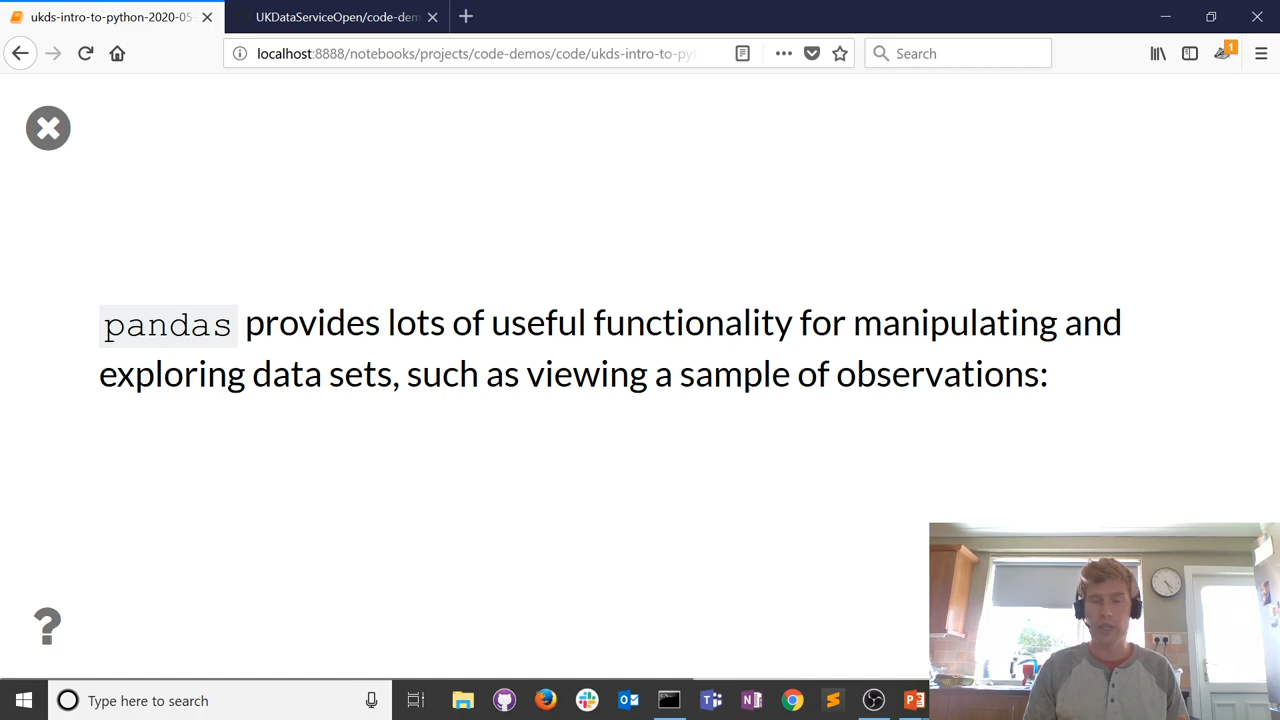 ukds-intro-to-python-2020-05-
UKDataServiceOpen/code-dem
localhost:8888/notebooks/projects/code-demos/code/ukds-intro-to-pyt
Search
1
pandas provides lots of useful functionality for manipulating and
exploring data sets, such as viewing a sample of observations:
?
Type here to search